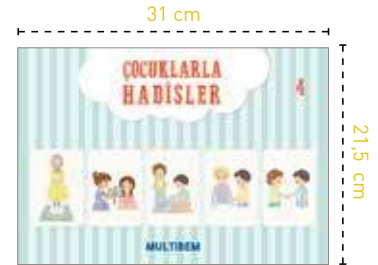 31 cm
ÇOCUKLARLA
HADİSLER
4
21,5 cm
MULTIBEM